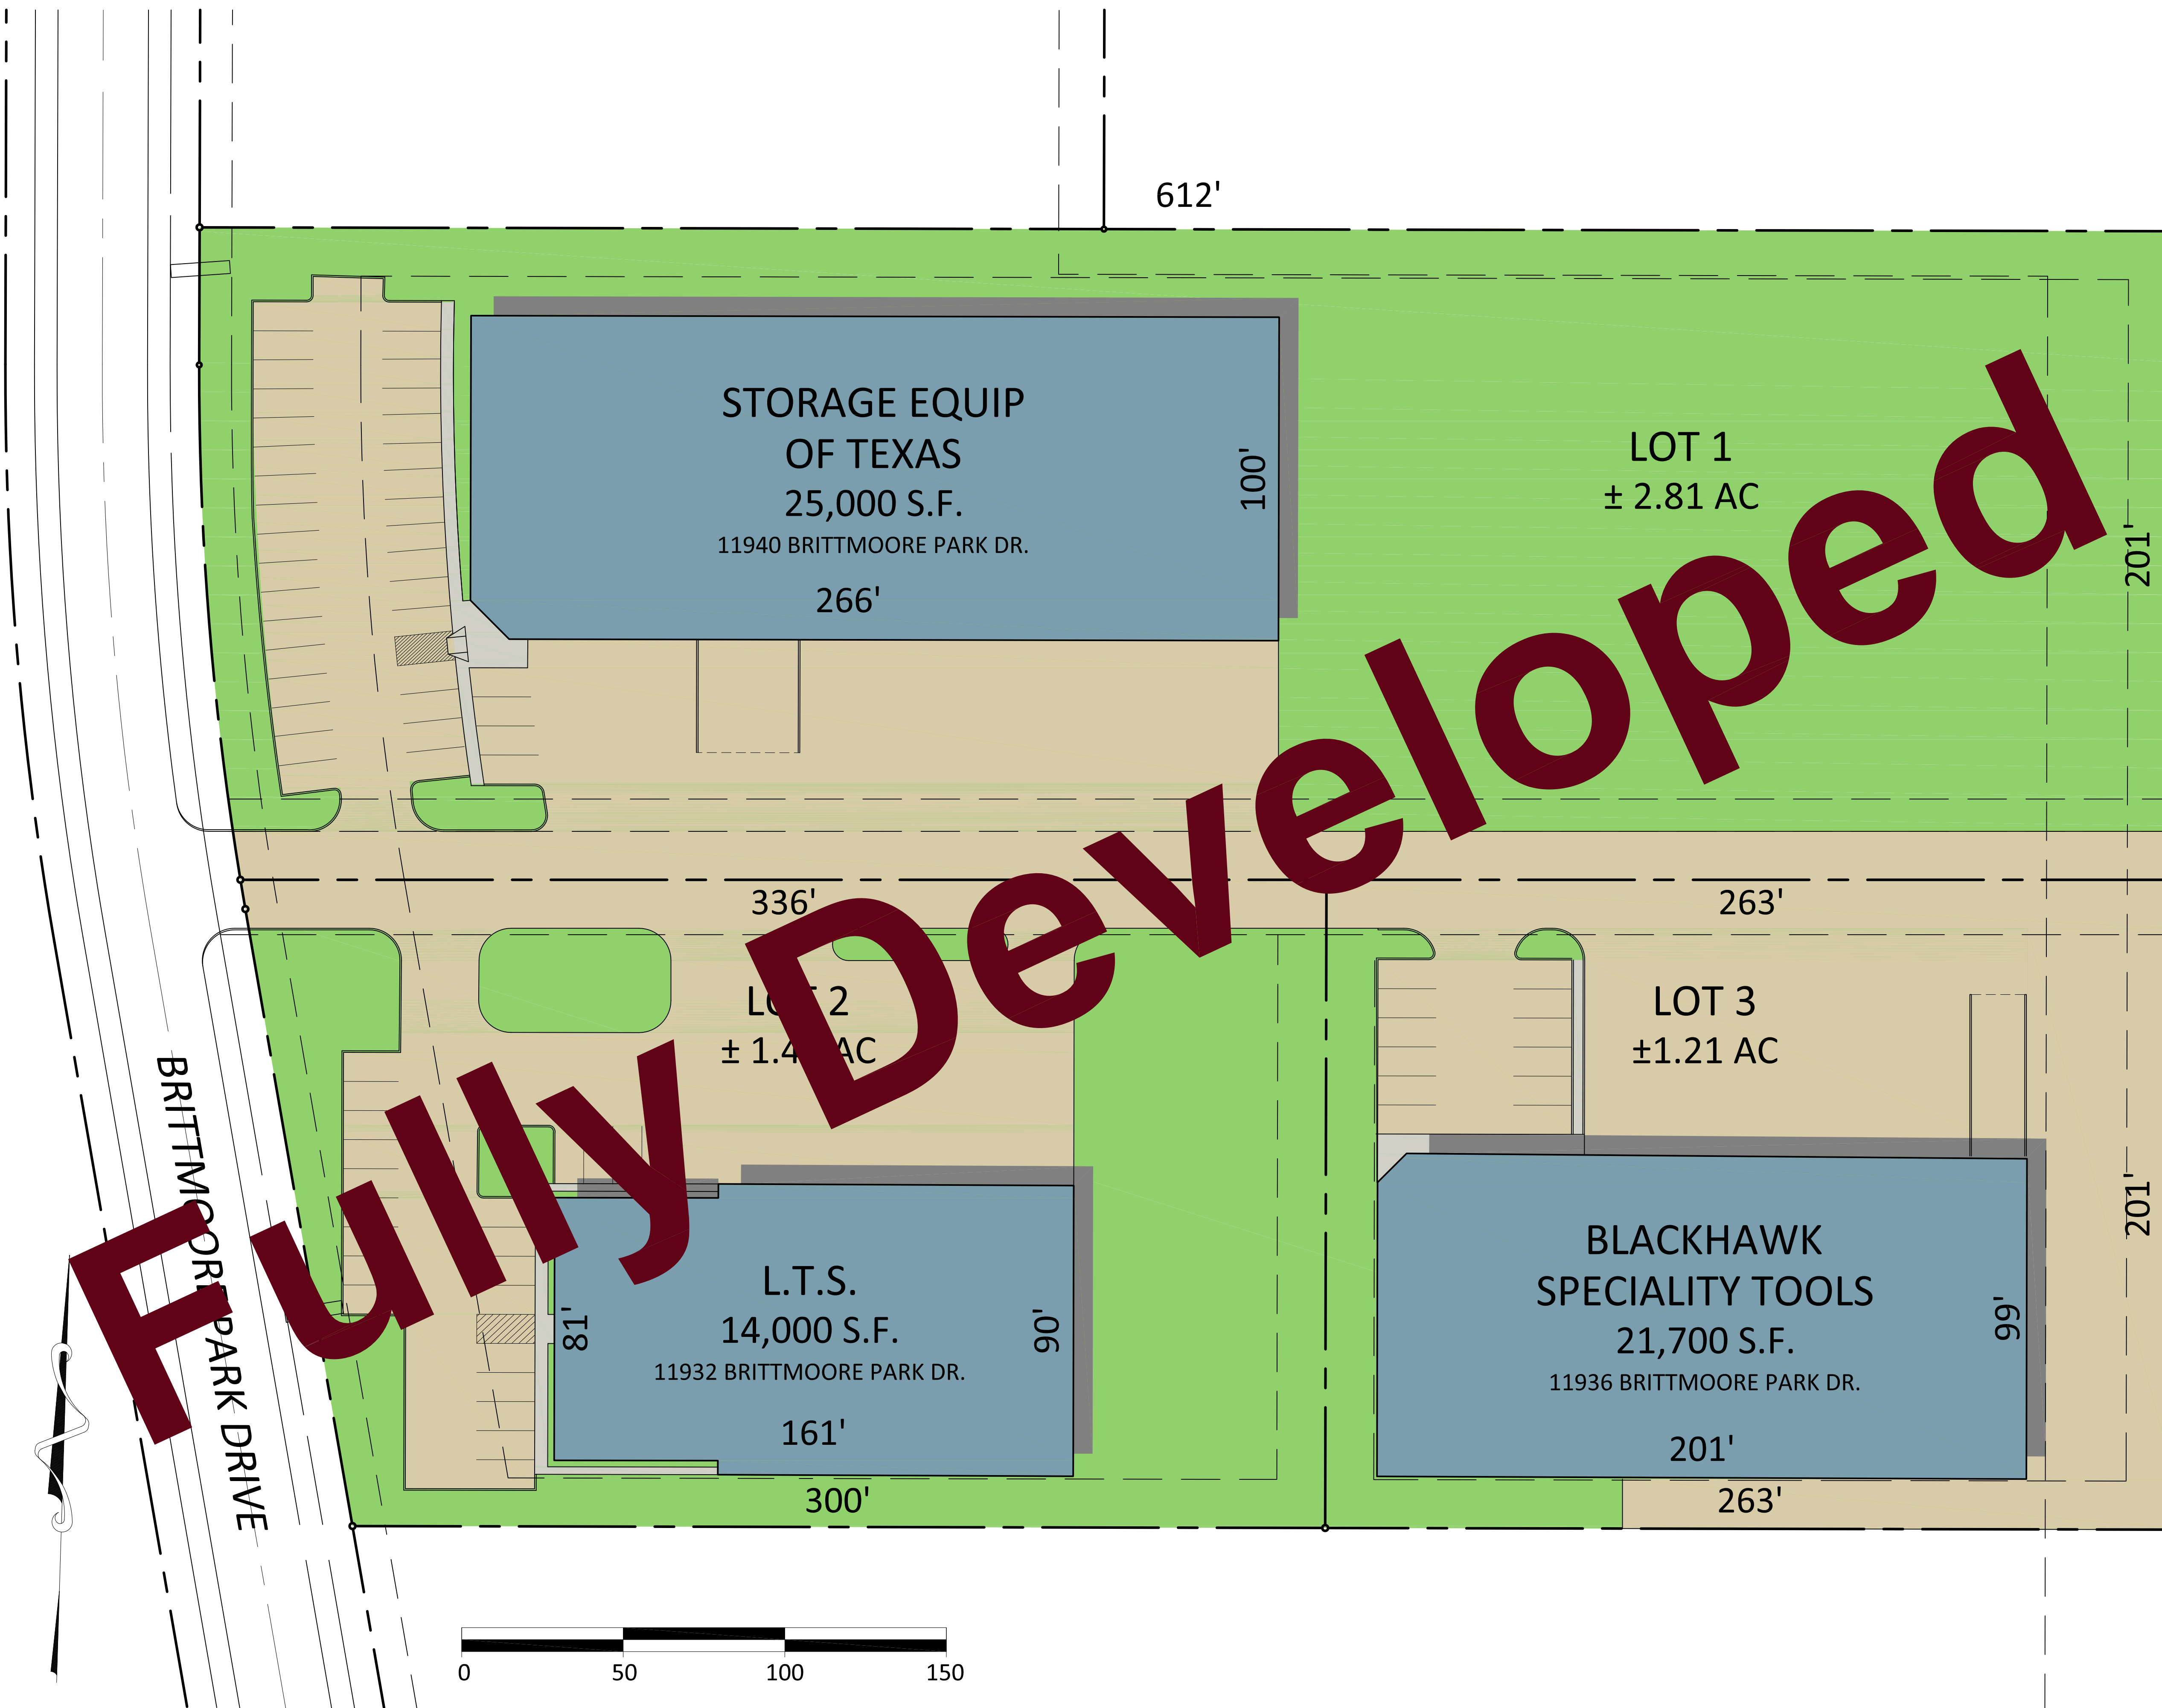 612'
STORAGE EQUIP
OF TEXAS
25,000 S.F.
11940 BRITTMOORE PARK DR.
266'
100'
LOT 1
± 2.81 AC
201'
336'
263'
Fully Developed
LOT 3
±1.21 AC
2
± AC
BRITTMOORE PARK DRIVE
L.T.S.
14,000 S.F.
11932 BRITTMOORE PARK DR.
161'
81'
90'
BLACKHAWK
SPECIALITY TOOLS
21,700 S.F.
11936 BRITTMOORE PARK DR.
201'
99'
201'
300'
263'
0 50 100 150